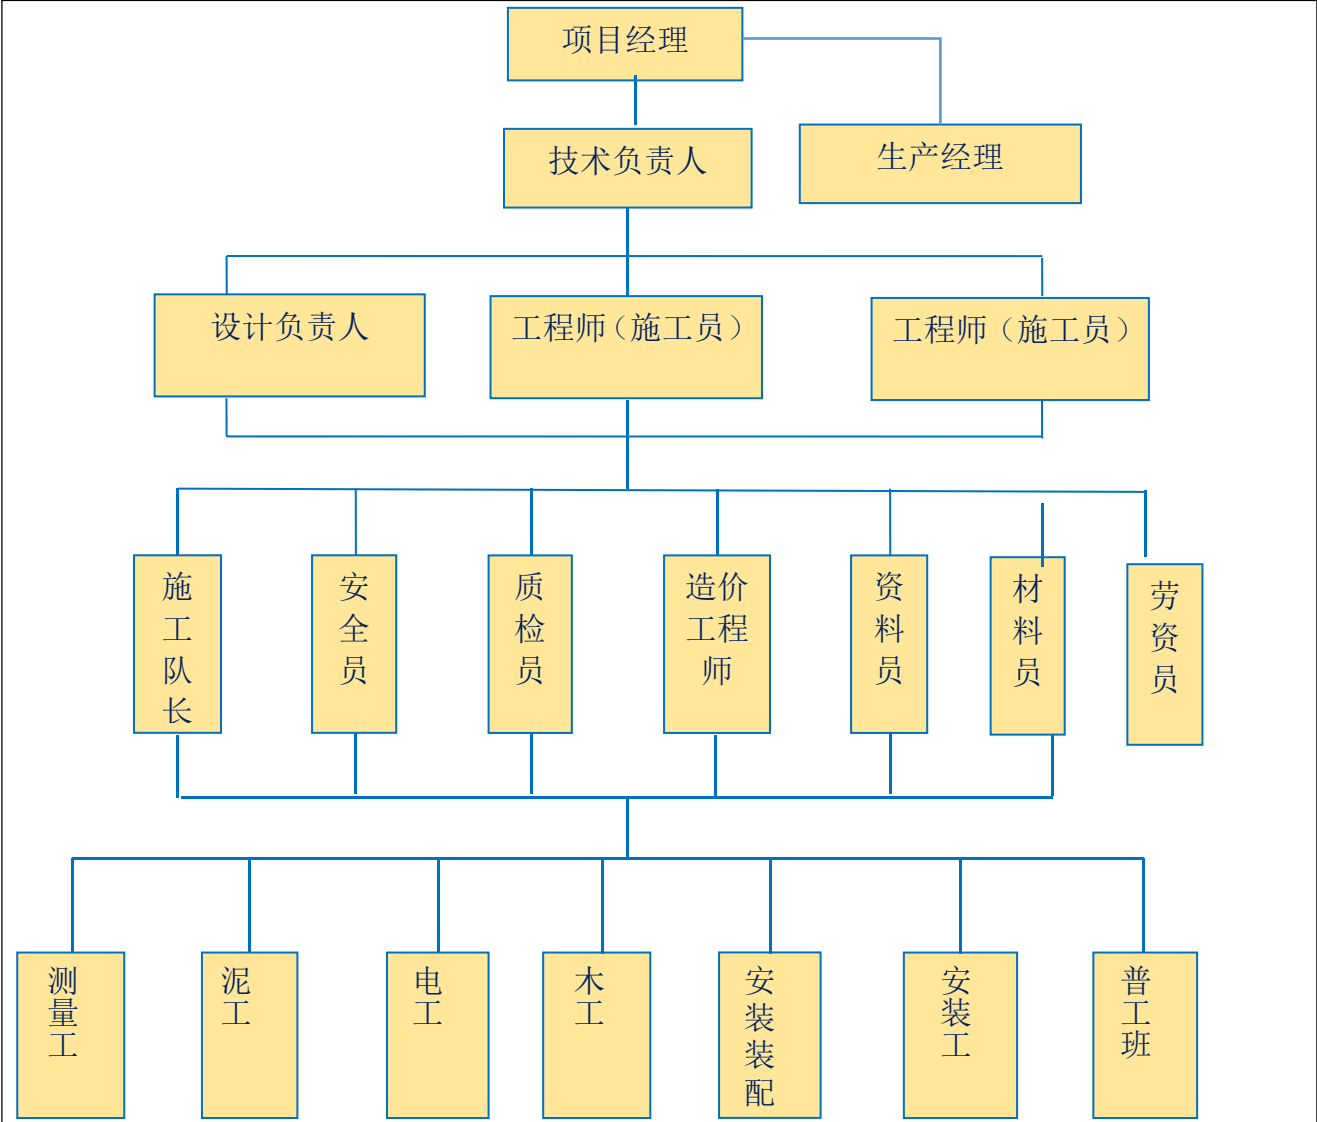 项目经理
技术负责人
生产经理
设计负责人
工程师（施工员）
工程师（施工员）
施工队长
安全员
质检员
造价
工程
师
资料员
材料员
劳资员
测量工
泥工
电工
木工
安装装配
安装工
普工班